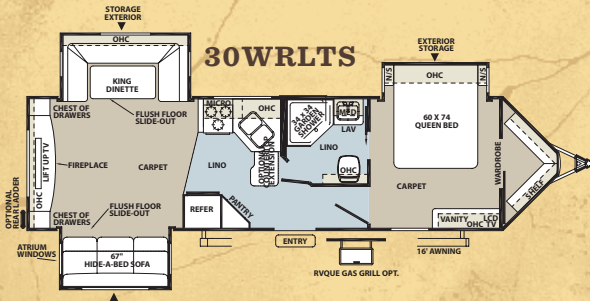 STORAGE
EXTERIOR
OHC
30WRLTS
EXTERIOR
STORAGE
KING
DINETTE
N/S
OHC
N/S
CHEST OF
DRAWERS
FLUSH FLOOR
SLIDE-OUT
MICRO
OHC
34 X 34
GARDEN
SHOWER
MED
LAV
60 X 74
QUEEN BED
LIFT UP TV
FIREPLACE
CARPET
LINO
OPTIONAL
EXTENSION
LINO
OHC
WARDROBE
SHELF
CARPET
OHC
OPTIONAL
REAR LADDER
CHEST OF
DRAWERS
FLUSH FLOOR
SLIDE-OUT
REFER
PANTRY
VANITY
LCD
OHC TV
ATRIUM
WINDOWS
67"
HIDE-A-BED SOFA
ENTRY
16' AWNING
RVQUE GAS GRILL OPT.